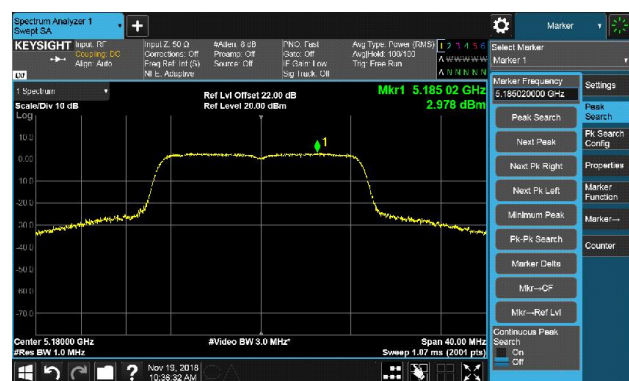 Spectrum Analyzer 1
Swept SA
+
Marker
KEYSIGHT
Input: RF
Coupling: DC
Align: Auto
Input Z: 50 Ω
Corrections: Off
Freq Ref: Int (S)
NFE: Adaptive
#Atten: 8 dB
Preamp: Off
Source: Off
PNO: Fast
Gate: Off
IF Gain: Low
Sig Track: Off
Avg Type: Power (RMS)
Avg|Hold: 100/100
Trig: Free Run
1 2 3 4 5 6
A W W W W W
A N N N N N
LXI
Select Marker
Marker 1
1 Spectrum
Scale/Div 10 dB
Log
Ref Lvl Offset 22.00 dB
Ref Level 20.00 dBm
Mkr1 5.185 02 GHz
2.978 dBm
1
10.0
0.00
-10.0
-20.0
-30.0
-40.0
-50.0
-60.0
-70.0
Center 5.18000 GHz
#Res BW 1.0 MHz
#Video BW 3.0 MHz*
Span 40.00 MHz
Sweep 1.07 ms (2001 pts)
Marker Frequency
5.185020000 GHz
Peak Search
Next Peak
Next Pk Right
Next Pk Left
Minimum Peak
Pk-Pk Search
Marker Delta
Mkr→CF
Mkr→Ref Lvl
Continuous Peak
Search
On
Off
Settings
Peak
Search
Pk Search
Config
Properties
Marker
Function
Marker→
Counter
?
Nov 19, 2018
10:36:32 AM